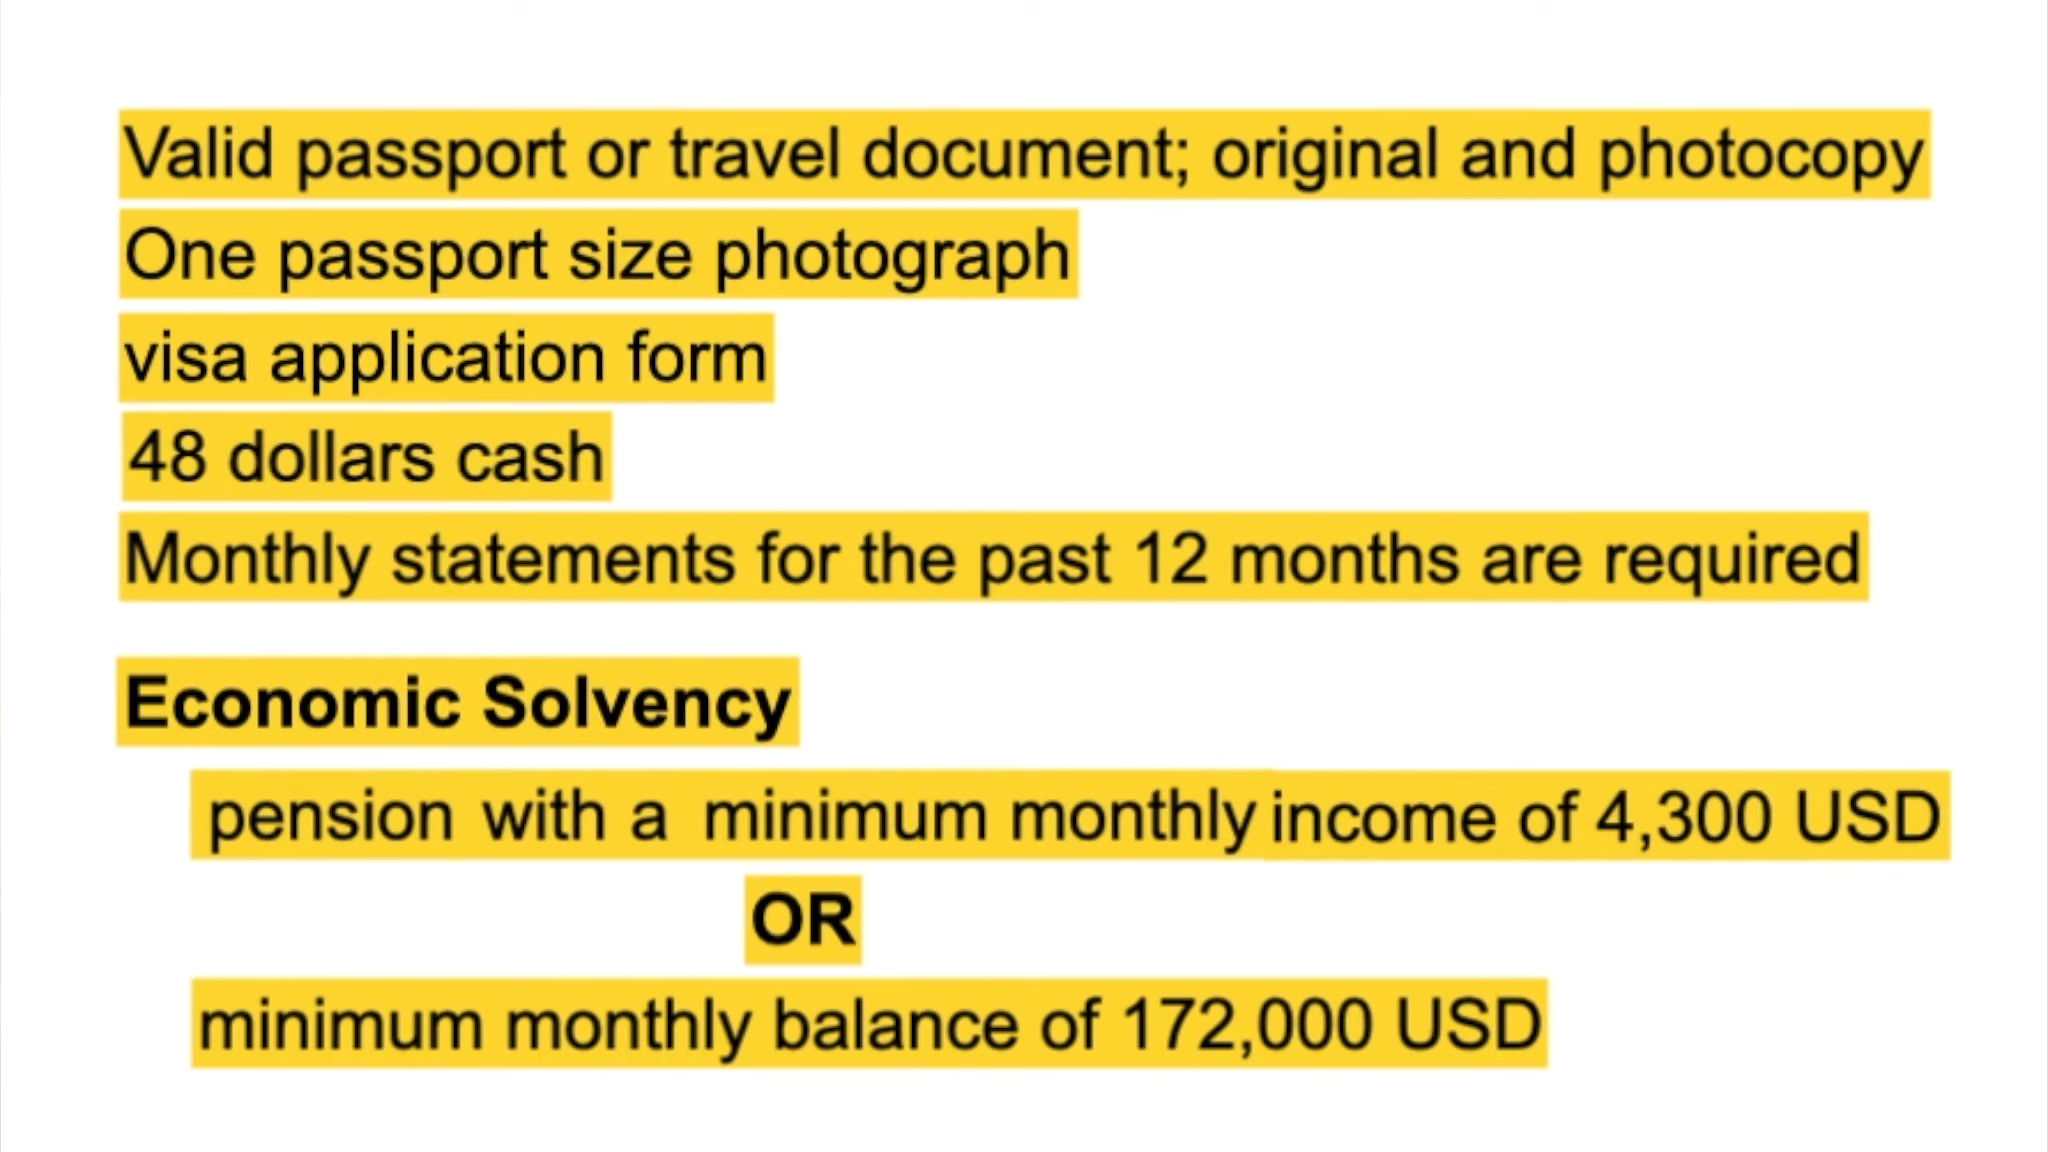 Valid passport or travel document; original and photocopy
One passport size photograph
visa application form
48 dollars cash
Monthly statements for the past 12 months are required
Economic Solvency
pension with a minimum monthly income of 4,300 USD
OR
minimum monthly balance of 172,000 USD